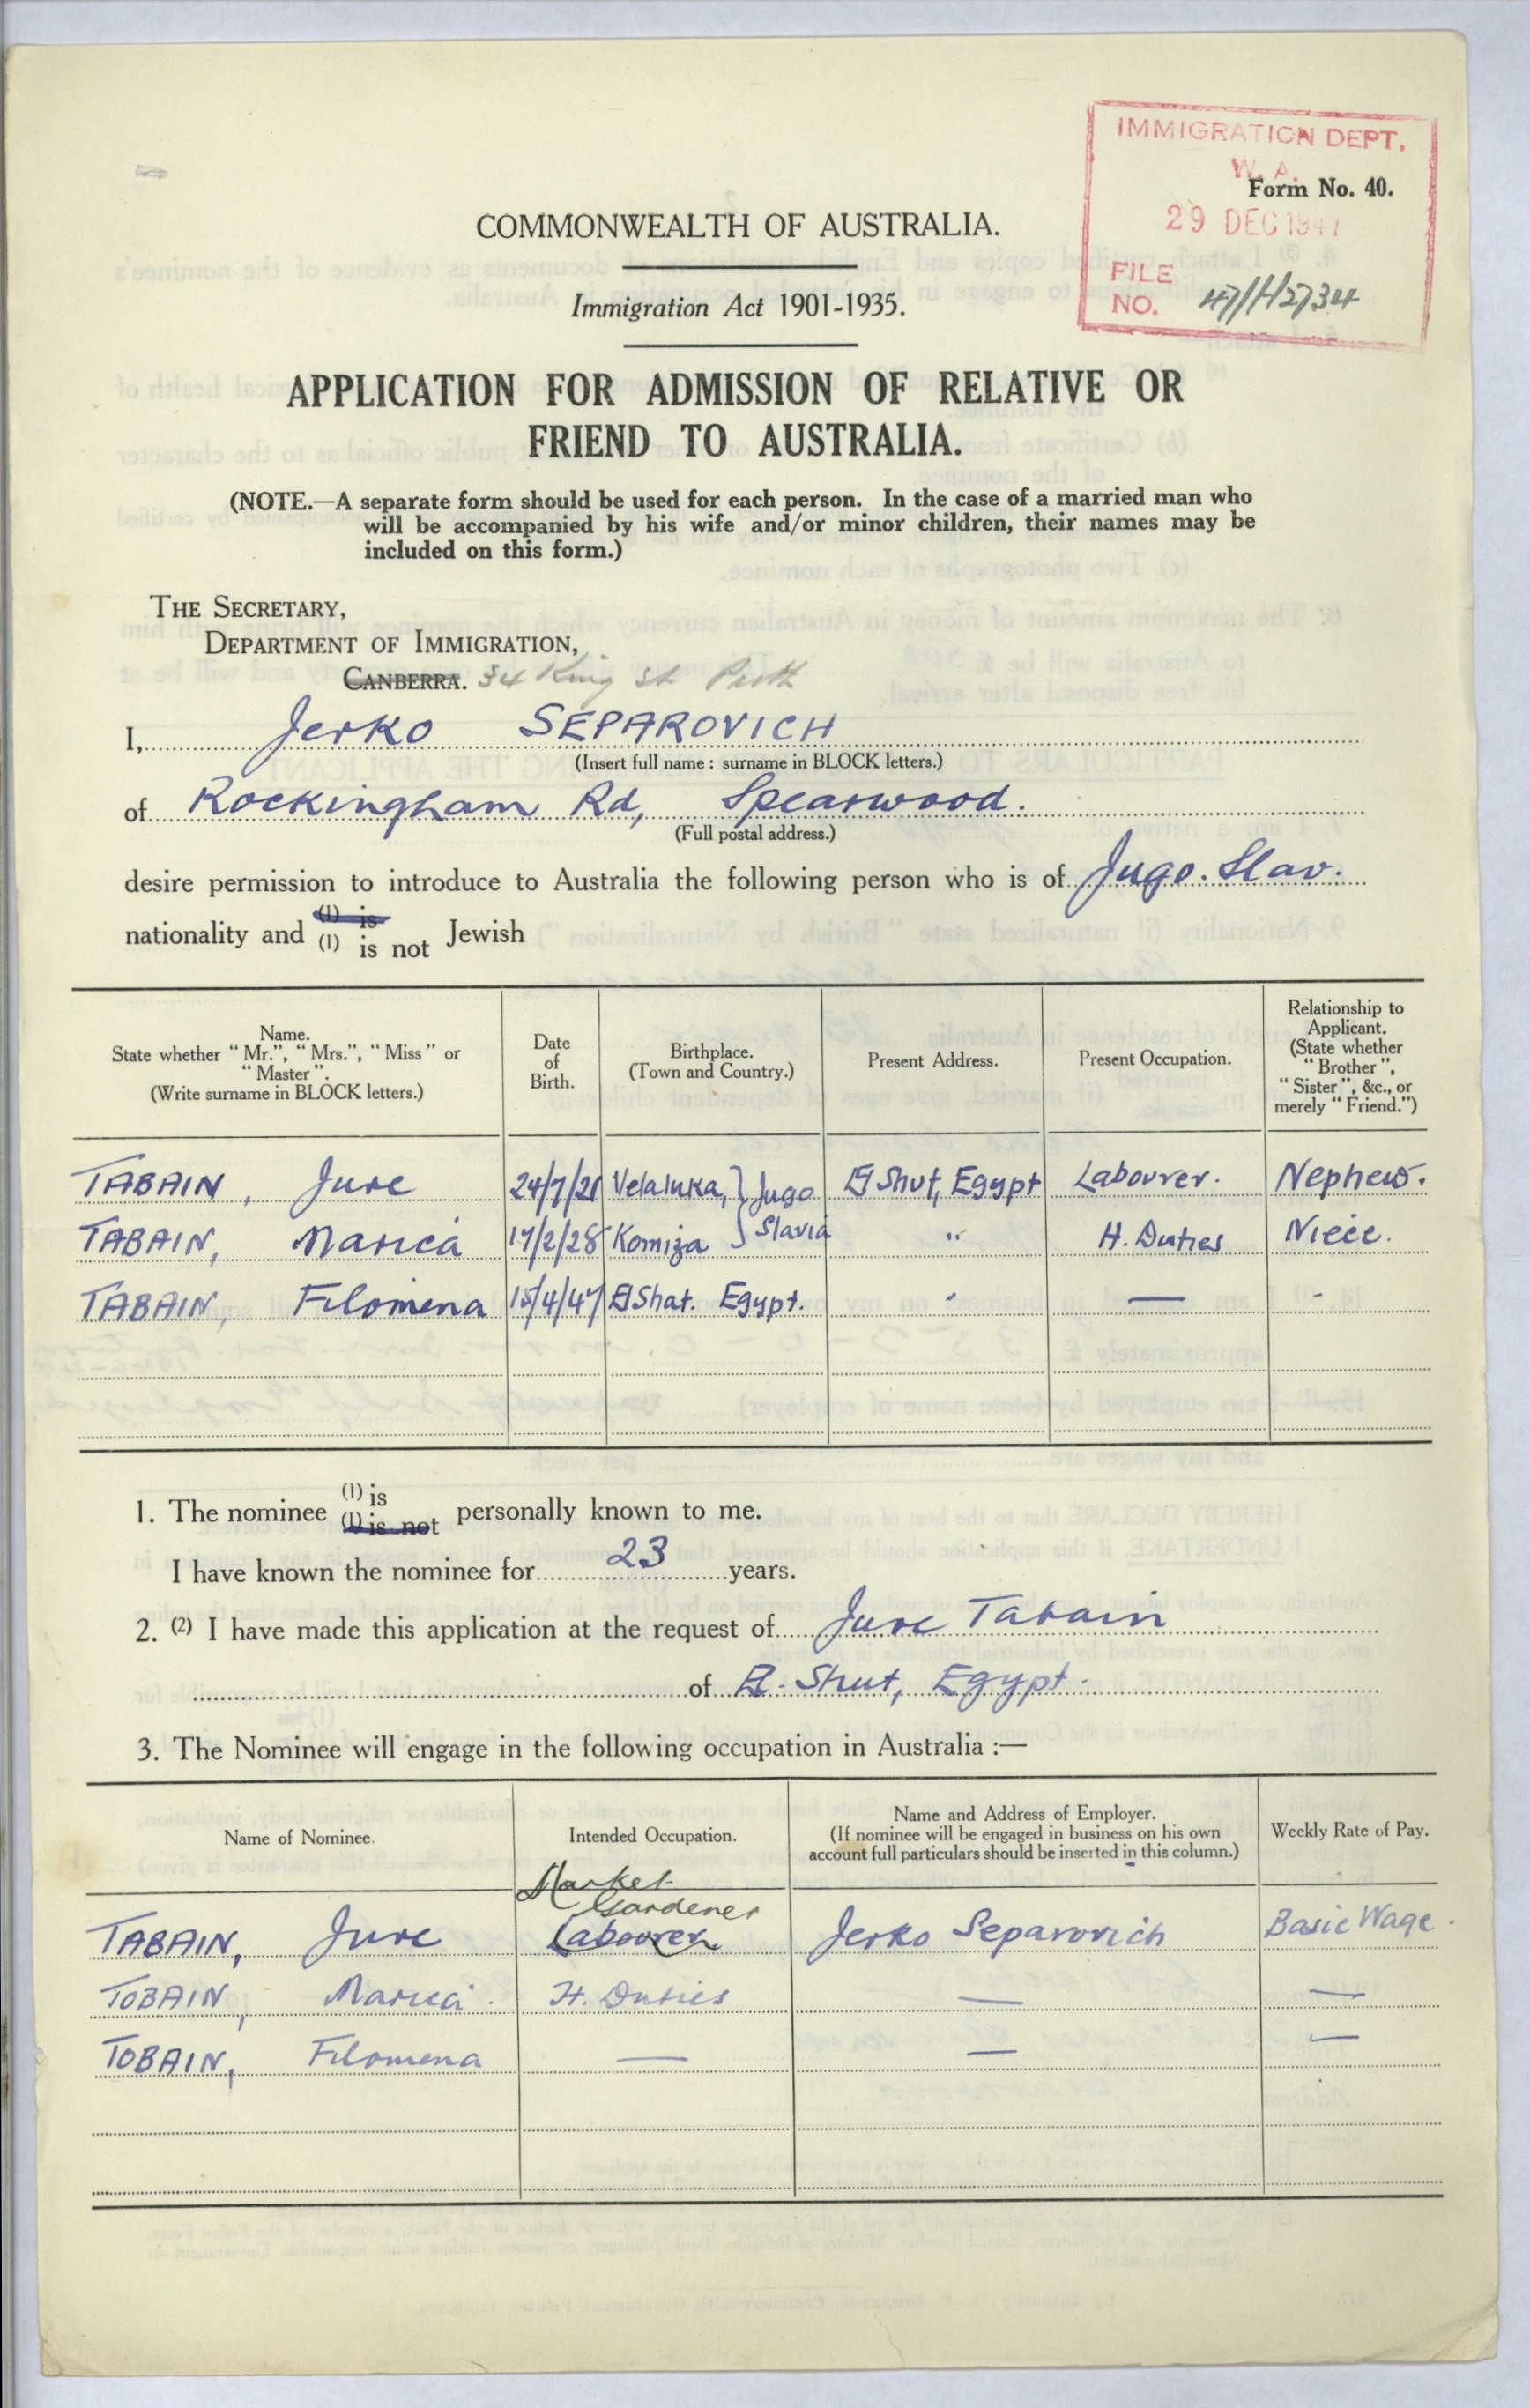 IMMIGRATION DEPT.
W. A.
Form No. 40.
29 DEC 1947
FILE
NO. 47/H2734
COMMONWEALTH OF AUSTRALIA.
Immigration Act 1901-1935.
APPLICATION FOR ADMISSION OF RELATIVE OR
FRIEND TO AUSTRALIA.
(NOTE.—A separate form should be used for each person. In the case of a married man who
will be accompanied by his wife and/or minor children, their names may be
included on this form.)
THE SECRETARY,
DEPARTMENT OF IMMIGRATION,
CANBERRA. 34 King St Perth
I, Jerko SEPAROVICH
(Insert full name: surname in BLOCK letters.)
of Rockingham Rd, Spearwood.
(Full postal address.)
desire permission to introduce to Australia the following person who is of Jugo. Slav.
nationality and (1) is (1) is not Jewish
Name.
State whether "Mr.", "Mrs.", "Miss" or
"Master".
(Write surname in BLOCK letters.)
Date
of
Birth.
Birthplace.
(Town and Country.)
Present Address.
Present Occupation.
Relationship to
Applicant.
(State whether
"Brother",
"Sister", &c., or
merely "Friend.")
TABAIN, Jure 24/7/21 Velaluka, } Jugo El Shut, Egypt Labourer. Nephew.
TABAIN, Marica 17/2/28 Komiza } Slavia " H. Duties Niece.
TABAIN, Filomena 15/4/47 El Shat. Egypt. " — -
1. The nominee (1) is (1) is not personally known to me.
I have known the nominee for 23 years.
2. (2) I have made this application at the request of Jure Tabain
of El. Shut, Egypt.
3. The Nominee will engage in the following occupation in Australia :—
Name of Nominee.
Intended Occupation.
Name and Address of Employer.
(If nominee will be engaged in business on his own
account full particulars should be inserted in this column.)
Weekly Rate of Pay.
Market
Gardener
TABAIN, Jure Labourer Jerko Separovich Basic Wage.
TOBAIN, Marica. H. Duties — —
TOBAIN, Filomena — — —